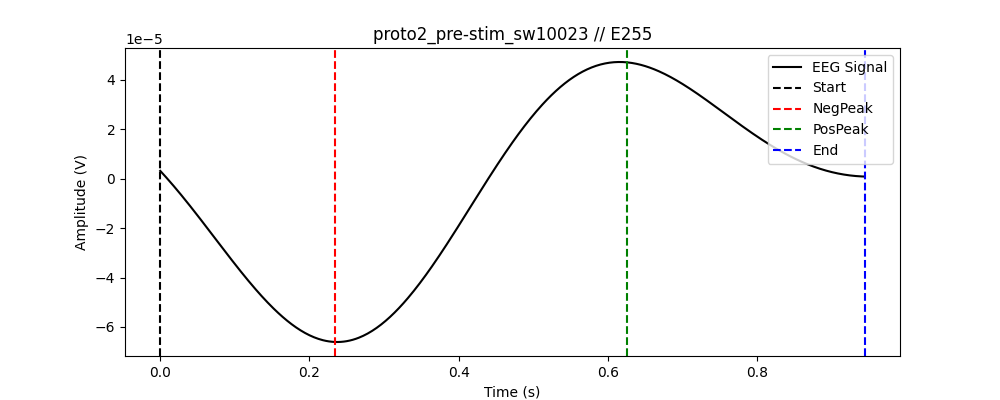 proto2_pre-stim_sw10023 // E255
1e−5
EEG Signal
Start
NegPeak
PosPeak
End
4
2
0
−2
−4
−6
Amplitude (V)
0.0 0.2 0.4 0.6 0.8
Time (s)